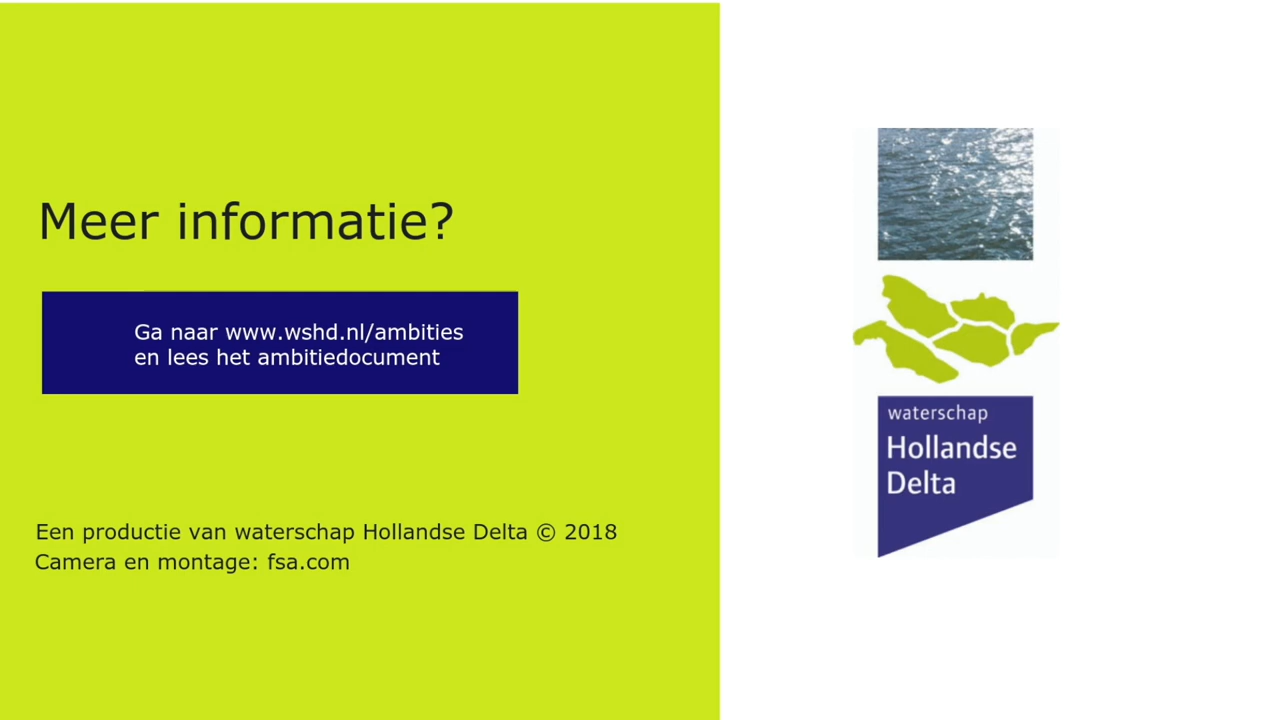 Meer informatie?
Ga naar www.wshd.nl/ambities
en lees het ambitiedocument
Een productie van waterschap Hollandse Delta © 2018
Camera en montage: fsa.com
waterschap
Hollandse
Delta